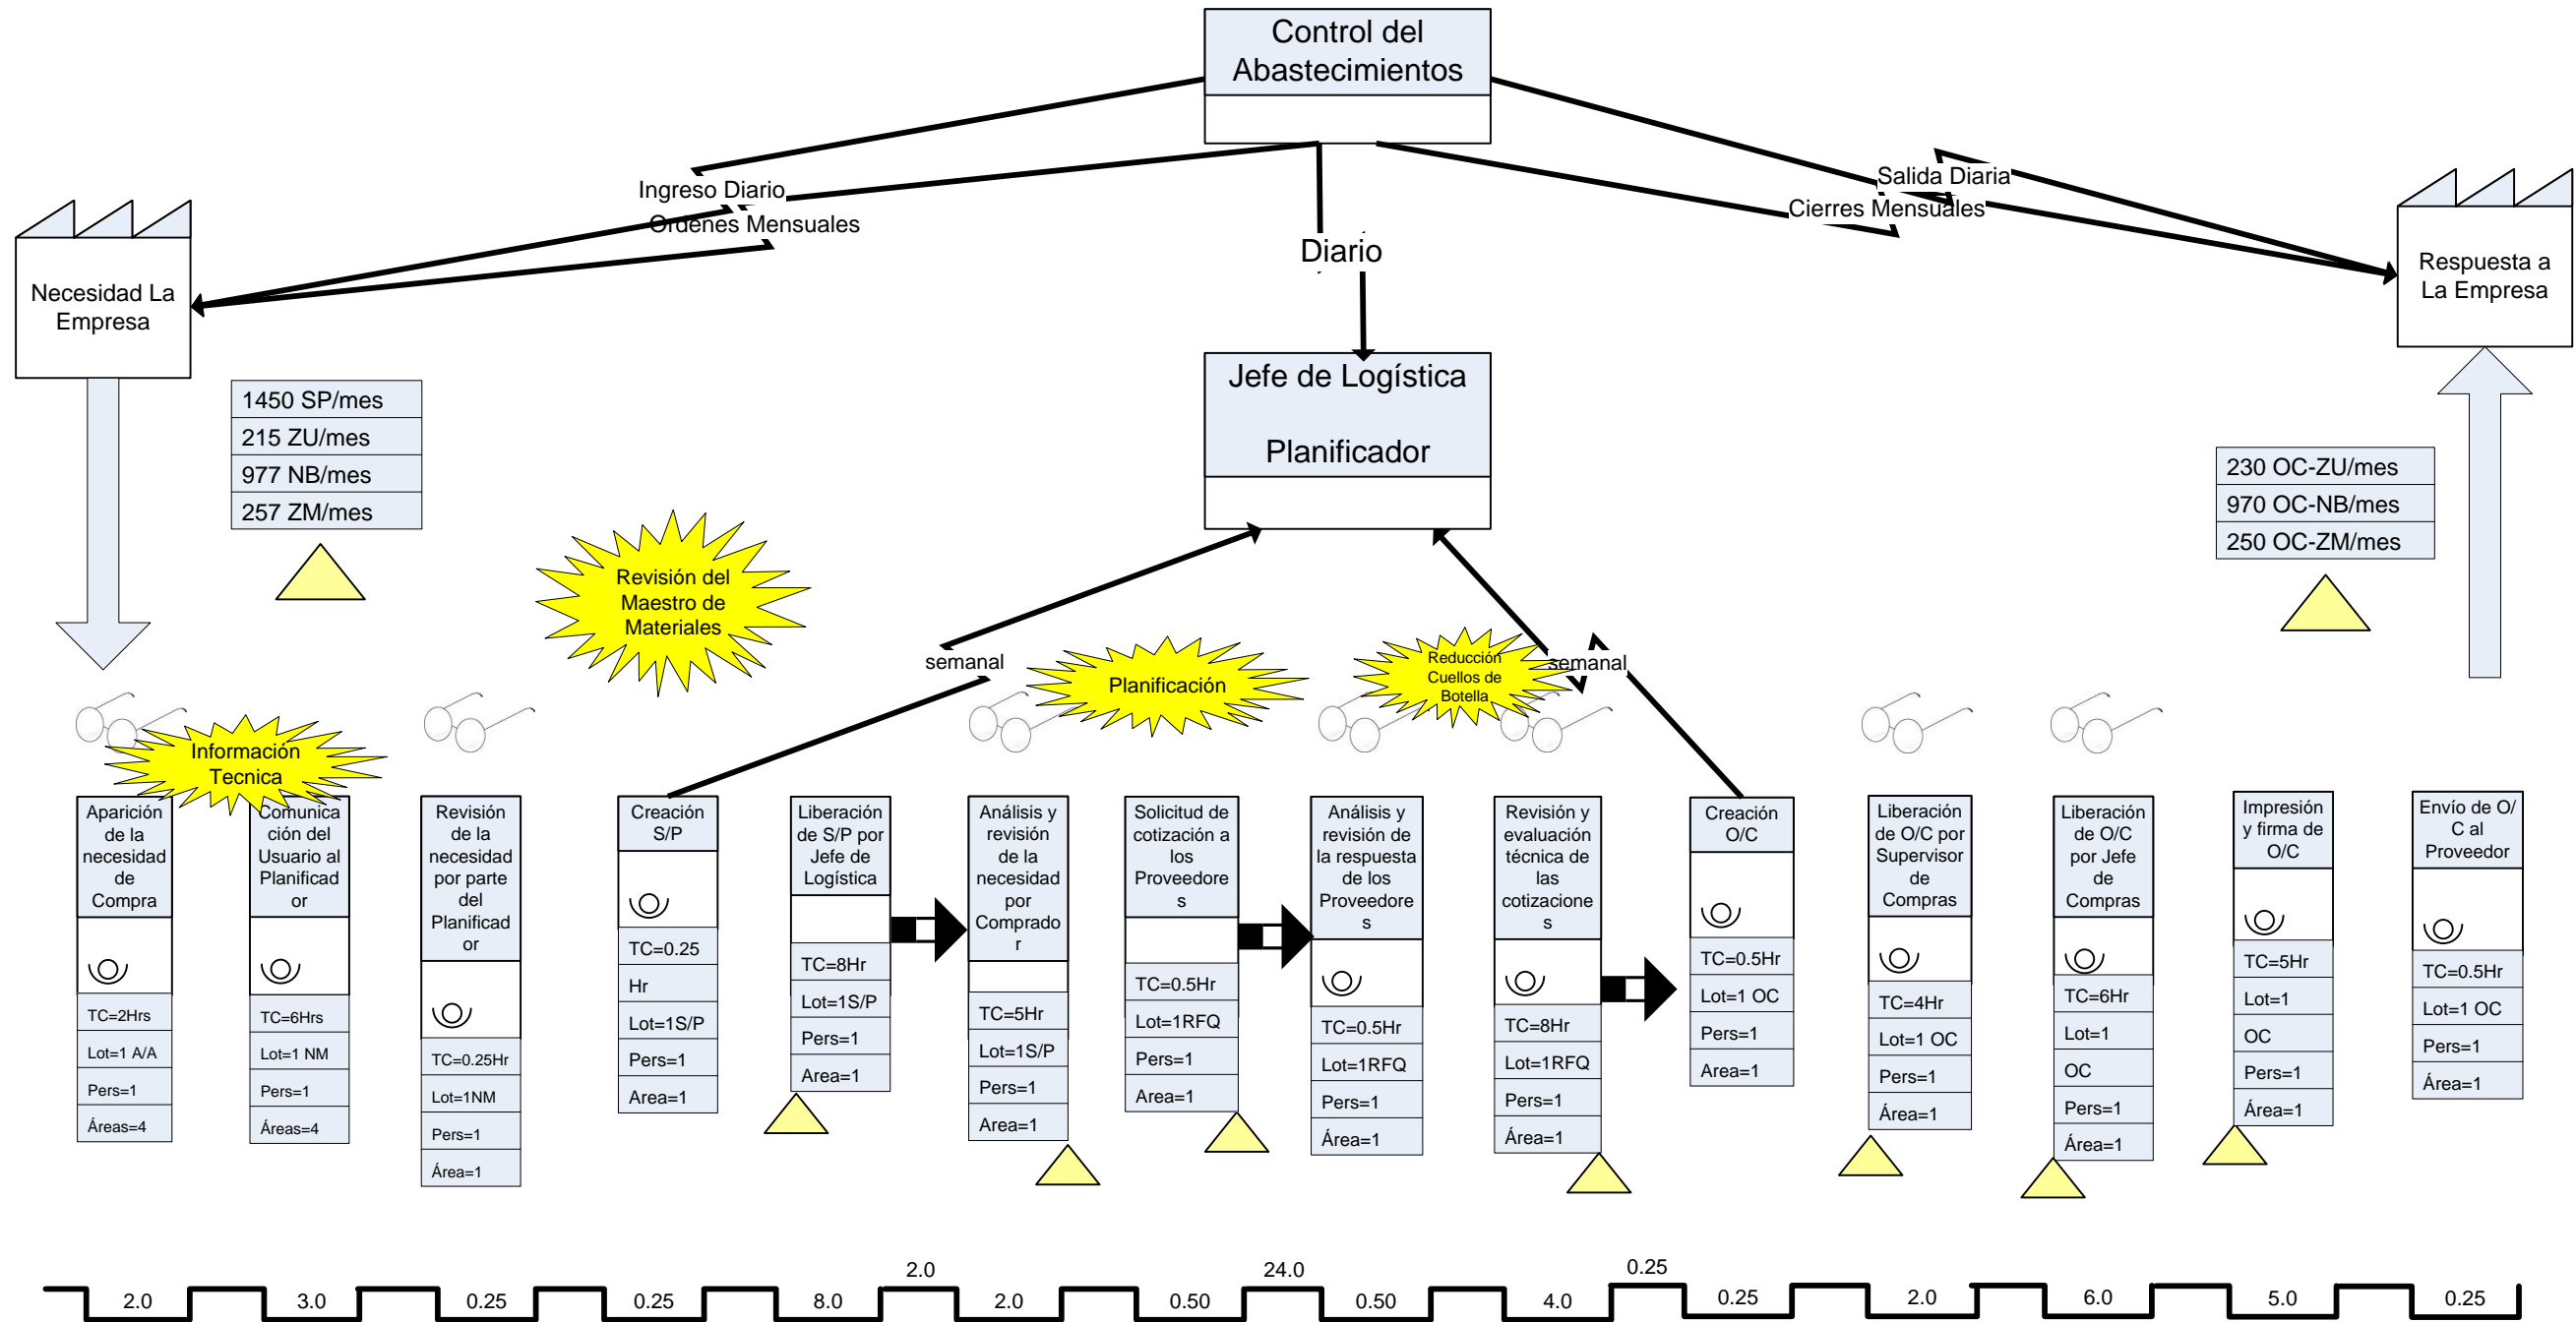 Control del
Abastecimientos
Ingreso Diario
Ordenes Mensuales
Salida Diaria
Cierres Mensuales
Diario
Necesidad La
Empresa
Respuesta a
La Empresa
Jefe de Logística
Planificador
1450 SP/mes
215 ZU/mes
977 NB/mes
257 ZM/mes
230 OC-ZU/mes
970 OC-NB/mes
250 OC-ZM/mes
Revisión del
Maestro de
Materiales
semanal
Planificación
Reducción
Cuellos de
Botella
semanal
Información
Tecnica
Aparición
de la
necesidad
de
Compra
TC=2Hrs
Lot=1 A/A
Pers=1
Áreas=4
Comunica
ción del
Usuario al
Planificad
or
TC=6Hrs
Lot=1 NM
Pers=1
Áreas=4
Revisión
de la
necesidad
por parte
del
Planificad
or
TC=0.25Hr
Lot=1NM
Pers=1
Área=1
Creación
S/P
TC=0.25
Hr
Lot=1S/P
Pers=1
Area=1
Liberación
de S/P por
Jefe de
Logística
TC=8Hr
Lot=1S/P
Pers=1
Area=1
Análisis y
revisión
de la
necesidad
por
Comprado
r
TC=5Hr
Lot=1S/P
Pers=1
Area=1
Solicitud de
cotización a
los
Proveedore
s
TC=0.5Hr
Lot=1RFQ
Pers=1
Area=1
Análisis y
revisión de
la respuesta
de los
Proveedore
s
TC=0.5Hr
Lot=1RFQ
Pers=1
Área=1
Revisión y
evaluación
técnica de
las
cotizacione
s
TC=8Hr
Lot=1RFQ
Pers=1
Área=1
Creación
O/C
TC=0.5Hr
Lot=1 OC
Pers=1
Area=1
Liberación
de O/C por
Supervisor
de
Compras
TC=4Hr
Lot=1 OC
Pers=1
Área=1
Liberación
de O/C
por Jefe
de
Compras
TC=6Hr
Lot=1
OC
Pers=1
Área=1
Impresión
y firma de
O/C
TC=5Hr
Lot=1
OC
Pers=1
Área=1
Envío de O/
C al
Proveedor
TC=0.5Hr
Lot=1 OC
Pers=1
Área=1
2.0
24.0
0.25
2.0
3.0
0.25
0.25
8.0
2.0
0.50
0.50
4.0
0.25
2.0
6.0
5.0
0.25